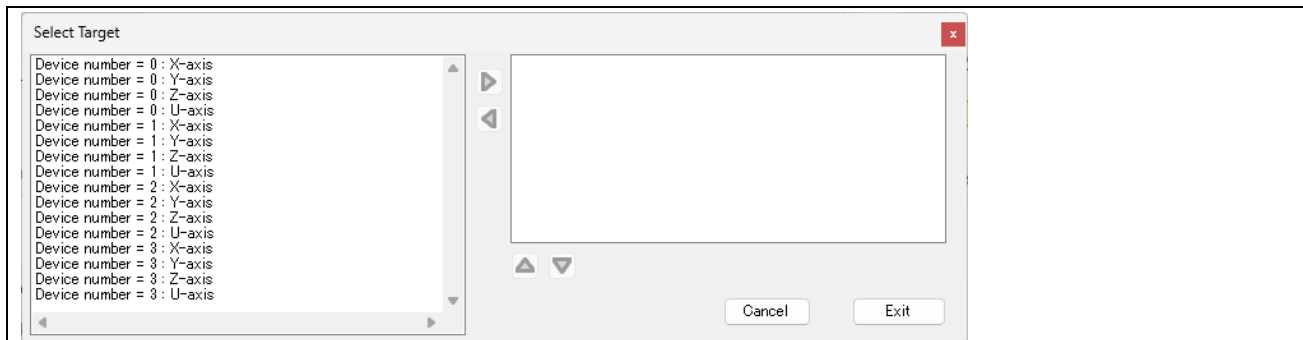 Select Target
x
Device number = 0 : X-axis
Device number = 0 : Y-axis
Device number = 0 : Z-axis
Device number = 0 : U-axis
Device number = 1 : X-axis
Device number = 1 : Y-axis
Device number = 1 : Z-axis
Device number = 1 : U-axis
Device number = 2 : X-axis
Device number = 2 : Y-axis
Device number = 2 : Z-axis
Device number = 2 : U-axis
Device number = 3 : X-axis
Device number = 3 : Y-axis
Device number = 3 : Z-axis
Device number = 3 : U-axis
Cancel
Exit